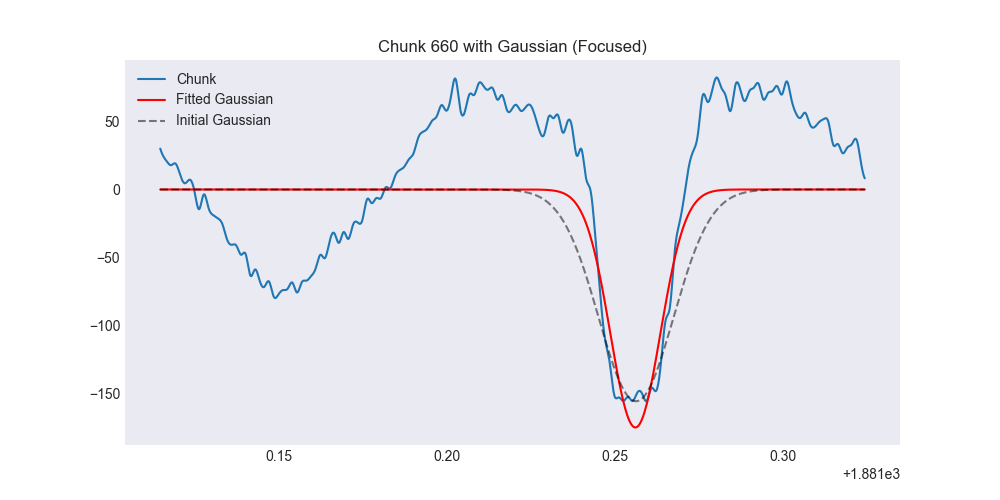 Chunk 660 with Gaussian (Focused)
Chunk
Fitted Gaussian
Initial Gaussian
50
0
−50
−100
−150
0.15 0.20 0.25 0.30
+1.881e3